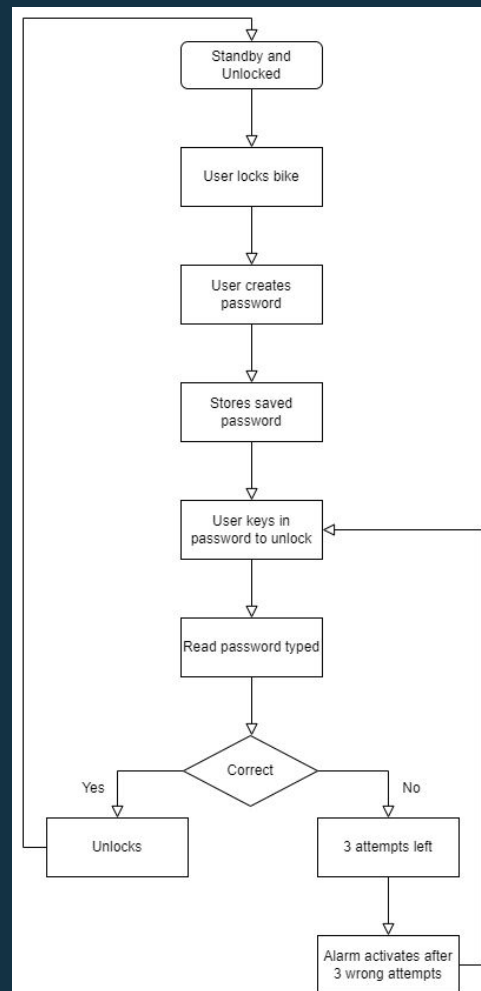 Standby and
Unlocked
User locks bike
User creates
password
Stores saved
password
User keys in
password to unlock
Read password typed
Correct
Yes
No
Unlocks
3 attempts left
Alarm activates after
3 wrong attempts